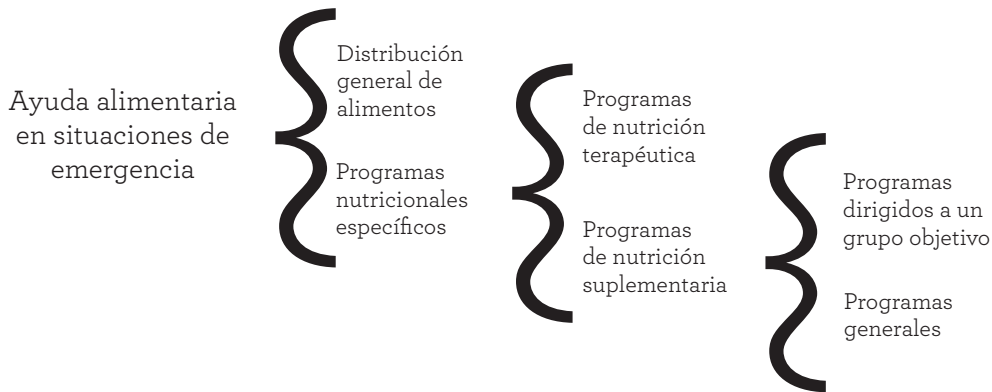 Ayuda alimentaria
en situaciones de
emergencia
Distribución
general de
alimentos
Programas
nutricionales
específicos
Programas
de nutrición
terapéutica
Programas
de nutrición
suplementaria
Programas
dirigidos a un
grupo objetivo
Programas
generales